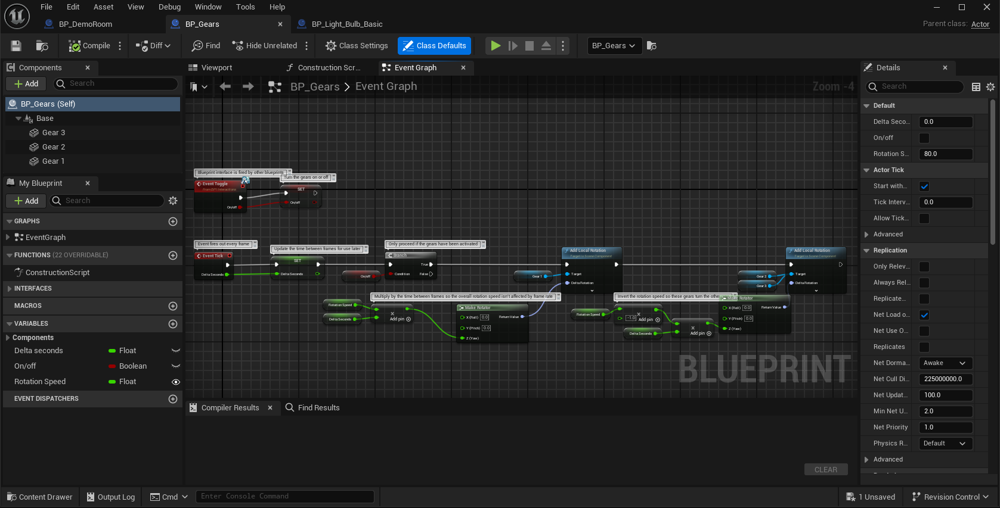 File Edit Asset View Debug Window Tools Help
BP_DemoRoom
BP_Gears
BP_Light_Bulb_Basic
Parent class: Actor
Compile
Diff
Find
Hide Unrelated
Class Settings
Class Defaults
BP_Gears
Components
Add
Search
BP_Gears (Self)
Base
Gear 3
Gear 2
Gear 1
My Blueprint
Add
Search
GRAPHS
EventGraph
FUNCTIONS (22 OVERRIDABLE)
ConstructionScript
INTERFACES
MACROS
VARIABLES
Components
Delta seconds Float
On/off Boolean
Rotation Speed Float
EVENT DISPATCHERS
Viewport
Construction Scr...
Event Graph
BP_Gears > Event Graph
Zoom -4
Blueprint interface is fired by other blueprints
Turn the gears on or off
Event Toggle
From BPI Interactions
On/off
SET
On/off
Event fires out every frame
Update the time between frames for use later
Only proceed if the gears have been activated
Event Tick
Delta Seconds
SET
Delta Seconds
On/off
Branch
True
Condition
False
Gear 1
Add Local Rotation
Target is Scene Component
Target
Delta Rotation
Gear 2
Gear 3
Add Local Rotation
Target is Scene Component
Target
Delta Rotation
Multiply by the time between frames so the overall rotation speed isn't affected by frame rate
Rotation Speed
Delta Seconds
Add pin
Make Rotator
X (Roll) 0.0
Return Value
Y (Pitch) 0.0
Z (Yaw)
Invert the rotation speed so these gears turn the othe
Rotation Speed
-1.0
Add pin
Delta Seconds
Add pin
Make Rotator
X (Roll) 0.0
Return Value
Y (Pitch) 0.0
Z (Yaw)
BLUEPRINT
Compiler Results
Find Results
CLEAR
Details
Search
Default
Delta Seco... 0.0
On/off
Rotation S... 80.0
Actor Tick
Start with...
Tick Interv... 0.0
Allow Tick...
Advanced
Replication
Only Relev...
Always Rel...
Replicate...
Net Load o...
Net Use O...
Replicates
Net Dorma... Awake
Net Cull Di... 225000000.0
Net Updat... 100.0
Min Net U... 2.0
Net Priority 1.0
Physics R... Default
Advanced
Content Drawer
Output Log
Cmd
Enter Console Command
1 Unsaved
Revision Control